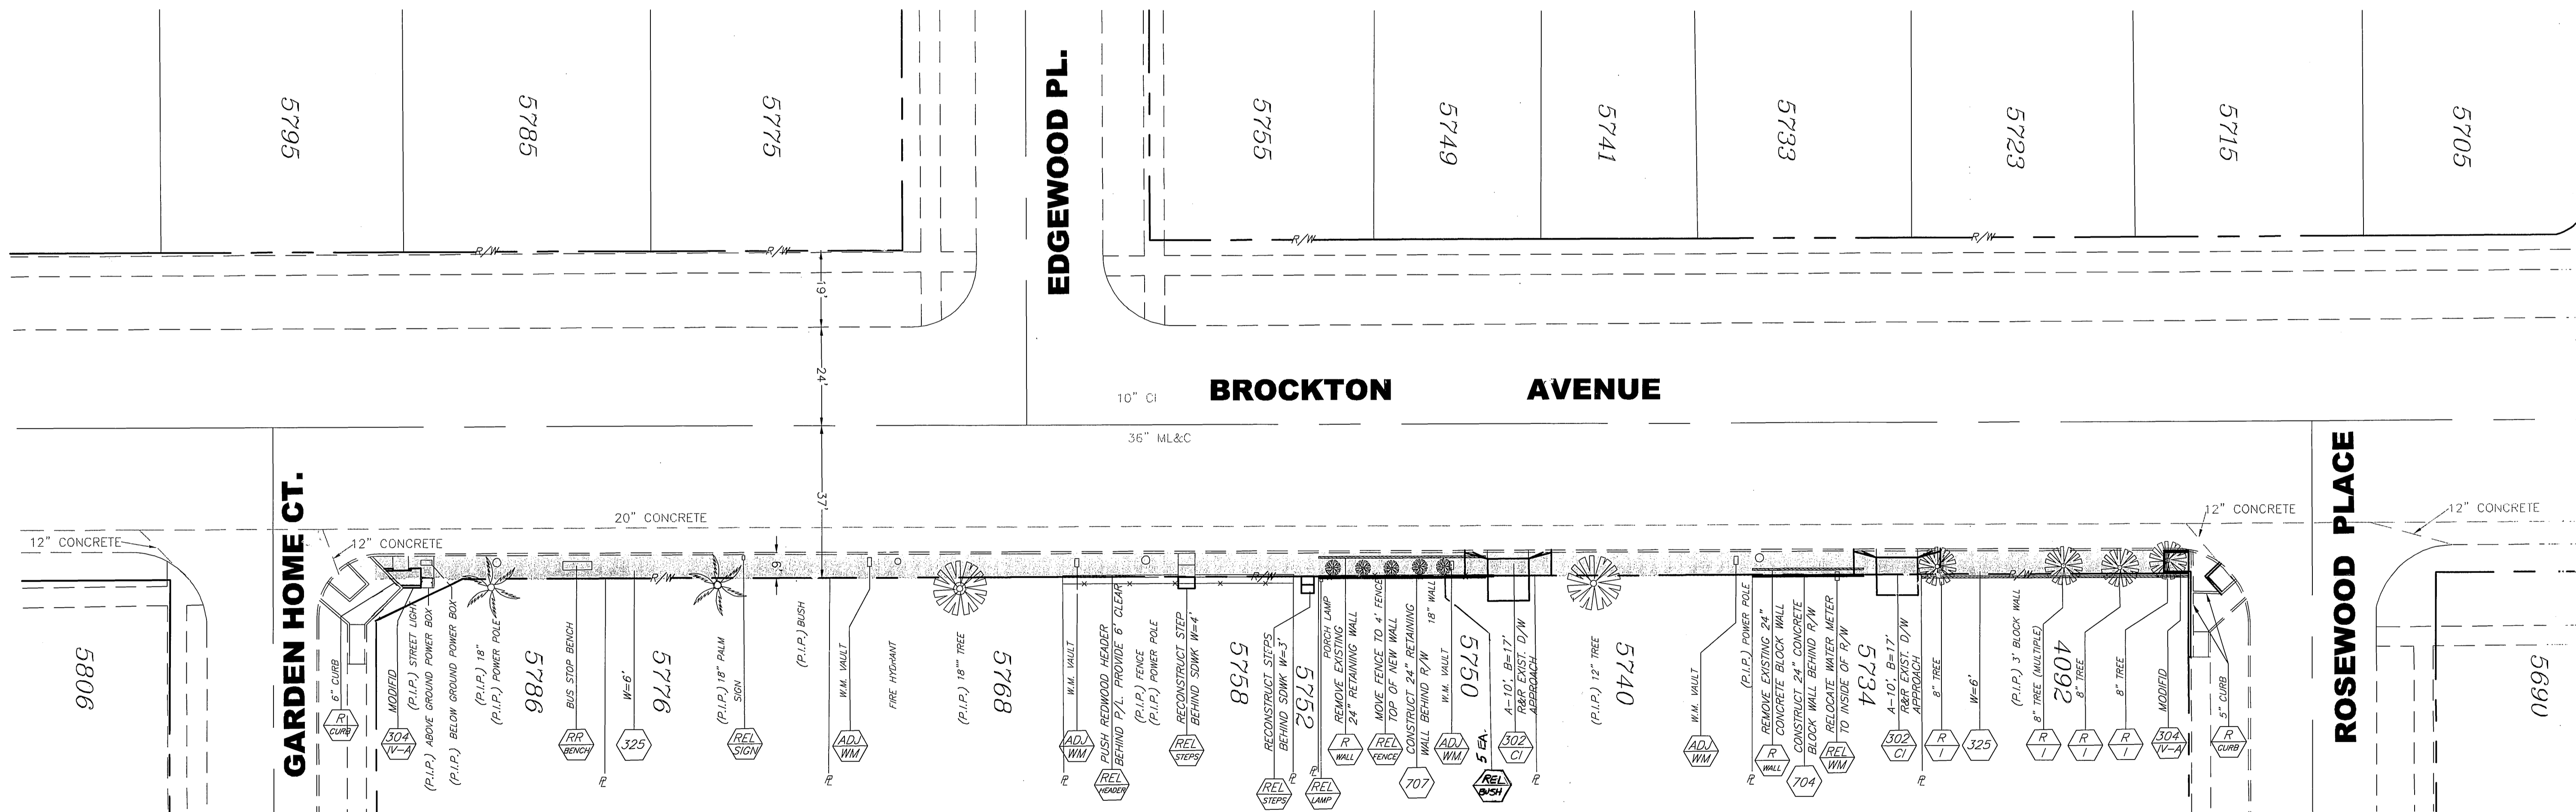 5795
5785
5775
EDGEWOOD PL.
5755
5749
5741
5733
5723
5715
5705
R/W
R/W
R/W
R/W
19'
24'
37'
10" CI
BROCKTON AVENUE
36" ML&C
GARDEN HOME CT.
ROSEWOOD PLACE
12" CONCRETE
12" CONCRETE
20" CONCRETE
12" CONCRETE
12" CONCRETE
6'
R/W
R/W
R/W
5806
6" CURB
R
CURB
MODIFID
304
IV-A
(P.I.P.) STREET LIGHT
(P.I.P.) ABOVE GROUND POWER BOX
(P.I.P.) BELOW GROUND POWER BOX
(P.I.P.) 18"
(P.I.P.) POWER POLE
5786
BUS STOP BENCH
RR
BENCH
PL
W=6'
325
5776
(P.I.P.) 18" PALM
SIGN
REL
SIGN
(P.I.P.) BUSH
PL
W.M. VAULT
ADJ
WM
FIRE HYDRANT
(P.I.P.) 18"" TREE
5768
W.M. VAULT
ADJ
WM
PL
PUSH REDWOOD HEADER
BEHIND P/L. PROVIDE 6' CLEAR
REL
HEADER
(P.I.P.) FENCE
(P.I.P.) POWER POLE
RECONSTRUCT STEP
BEHIND SDWK W=4'
REL
STEPS
5758
RECONSTRUCT STEPS
BEHIND SDWK W=3'
REL
STEPS
PL
5752
PL
PORCH LAMP
REL
LAMP
REMOVE EXISTING
24" RETAINING WALL
R
WALL
MOVE FENCE TO 4' FENCE
TOP OF NEW WALL
REL
FENCE
CONSTRUCT 24" RETAINING
WALL BEHIND R/W
707
18" WALL
W.M. VAULT
ADJ
WM
5750
5 EA.
REL
BUSH
A-10', B=17'
R&R EXIST. D/W
APPROACH
302
CI
PL
(P.I.P.) 12" TREE
5740
W.M. VAULT
ADJ
WM
(P.I.P.) POWER POLE
PL
REMOVE EXISTING 24"
CONCRETE BLOCK WALL
R
WALL
CONSTRUCT 24" CONCRETE
BLOCK WALL BEHIND R/W
704
RELOCATE WATER METER
TO INSIDE OF R/W
REL
WM
5734
A-10', B=17'
R&R EXIST. D/W
APPROACH
302
CI
PL
8" TREE
R
I
W=6'
325
(P.I.P.) 3' BLOCK WALL
8" TREE (MULTIPLE)
R
I
4092
8" TREE
R
I
8" TREE
R
I
MODIFID
304
IV-A
5" CURB
R
CURB
5690